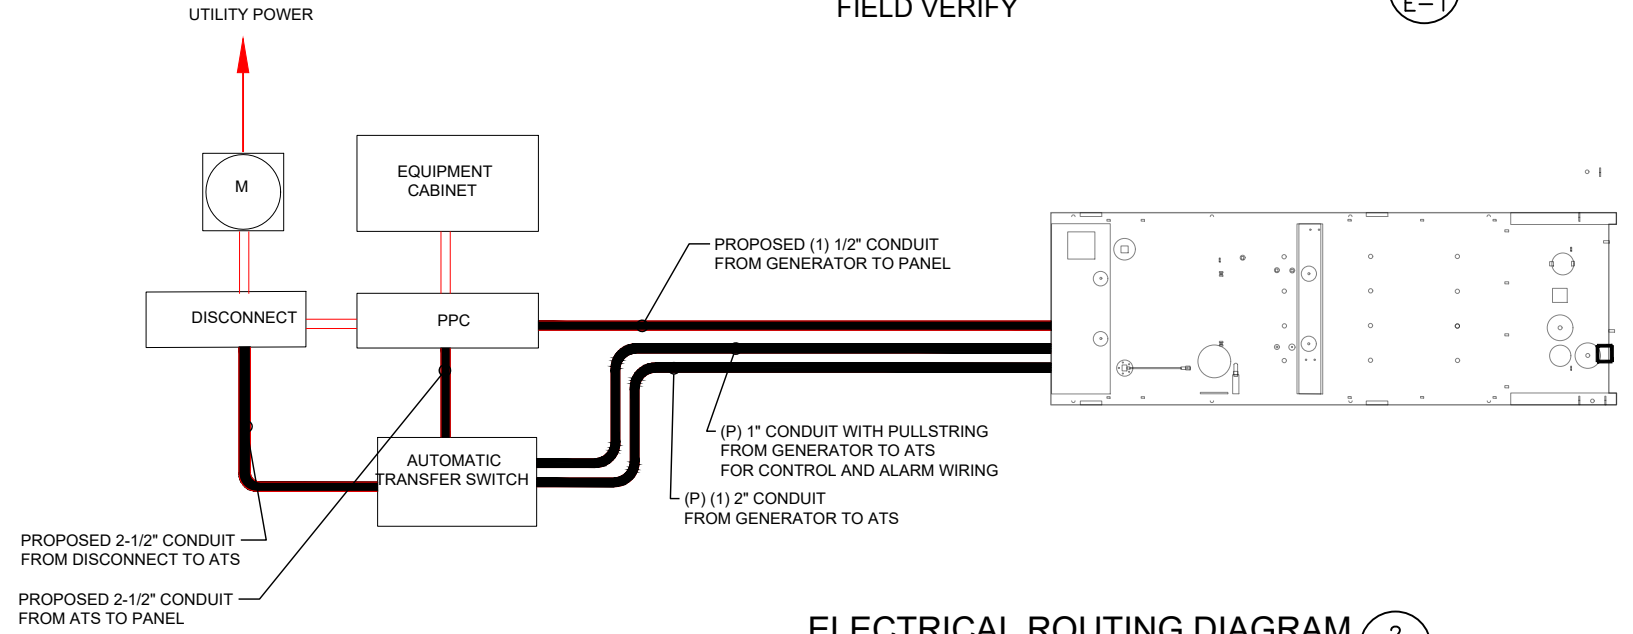 UTILITY POWER
FIELD VERIFY
E-1
M
EQUIPMENT
CABINET
DISCONNECT
PPC
PROPOSED (1) 1/2" CONDUIT
FROM GENERATOR TO PANEL
AUTOMATIC
TRANSFER SWITCH
(P) 1" CONDUIT WITH PULLSTRING
FROM GENERATOR TO ATS
FOR CONTROL AND ALARM WIRING
(P) (1) 2" CONDUIT
FROM GENERATOR TO ATS
PROPOSED 2-1/2" CONDUIT
FROM DISCONNECT TO ATS
PROPOSED 2-1/2" CONDUIT
FROM ATS TO PANEL
ELECTRICAL ROUTING DIAGRAM
2